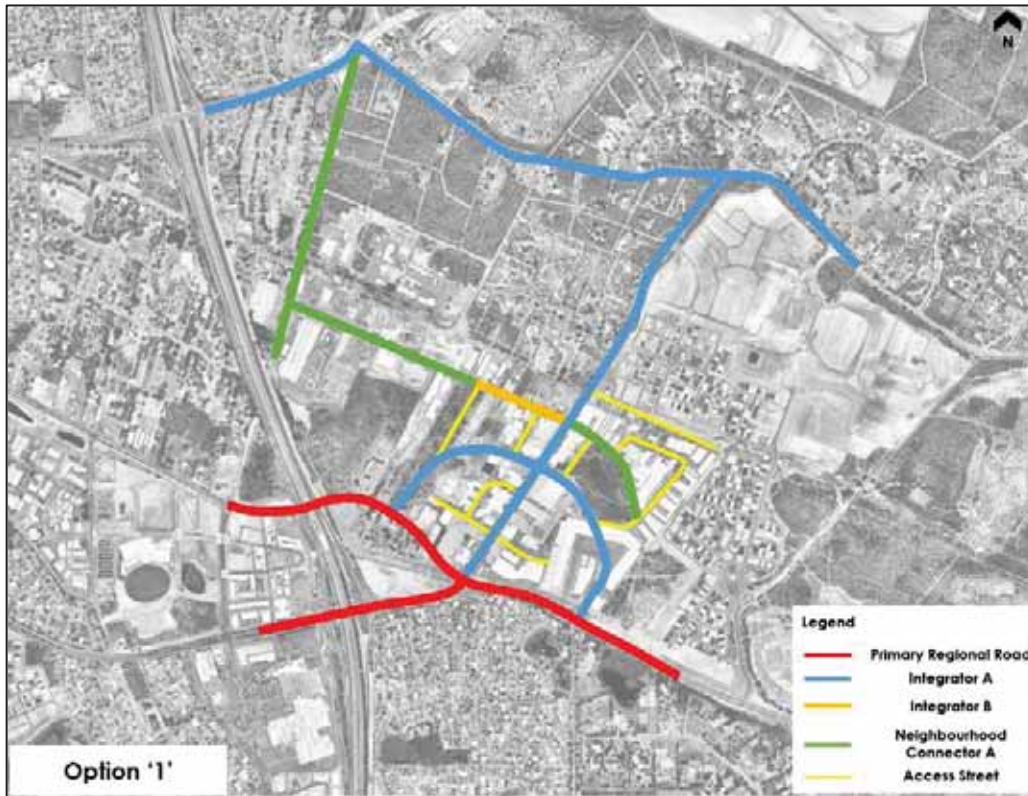 N
Legend
Primary Regional Road
Integrator A
Integrator B
Neighbourhood
Connector A
Access Street
Option '1'